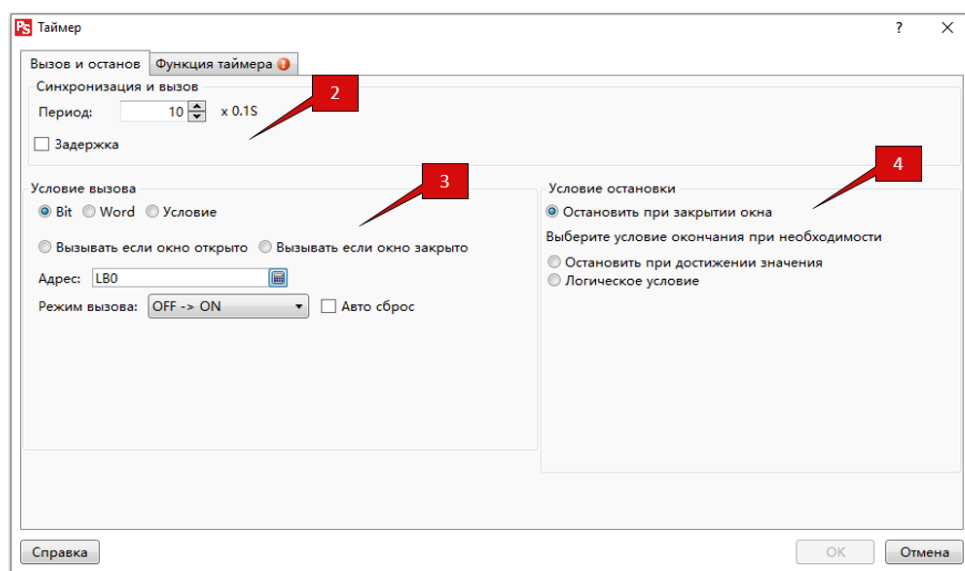 PS Таймер ? ✕
Вызов и останов Функция таймера !
Синхронизация и вызов
2
Период: 10 x 0.1S
Задержка
Условие вызова
3
Bit Word Условие
Вызывать если окно открыто Вызывать если окно закрыто
Адрес: LB0
Режим вызова: OFF -> ON Авто сброс
4
Условие остановки
Остановить при закрытии окна
Выберите условие окончания при необходимости
Остановить при достижении значения
Логическое условие
Справка OK Отмена